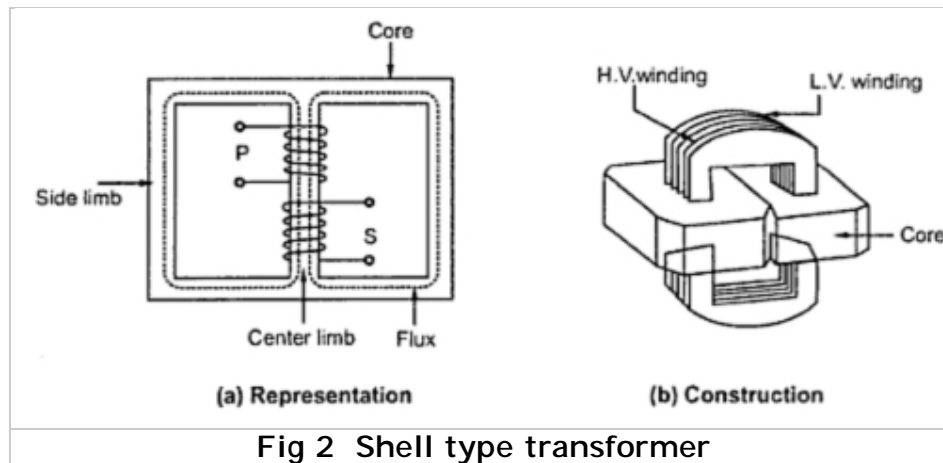 Core
H.V.winding
L.V. winding
P
Side limb
S
Core
Center limb
Flux
(a) Representation
(b) Construction
Fig 2 Shell type transformer